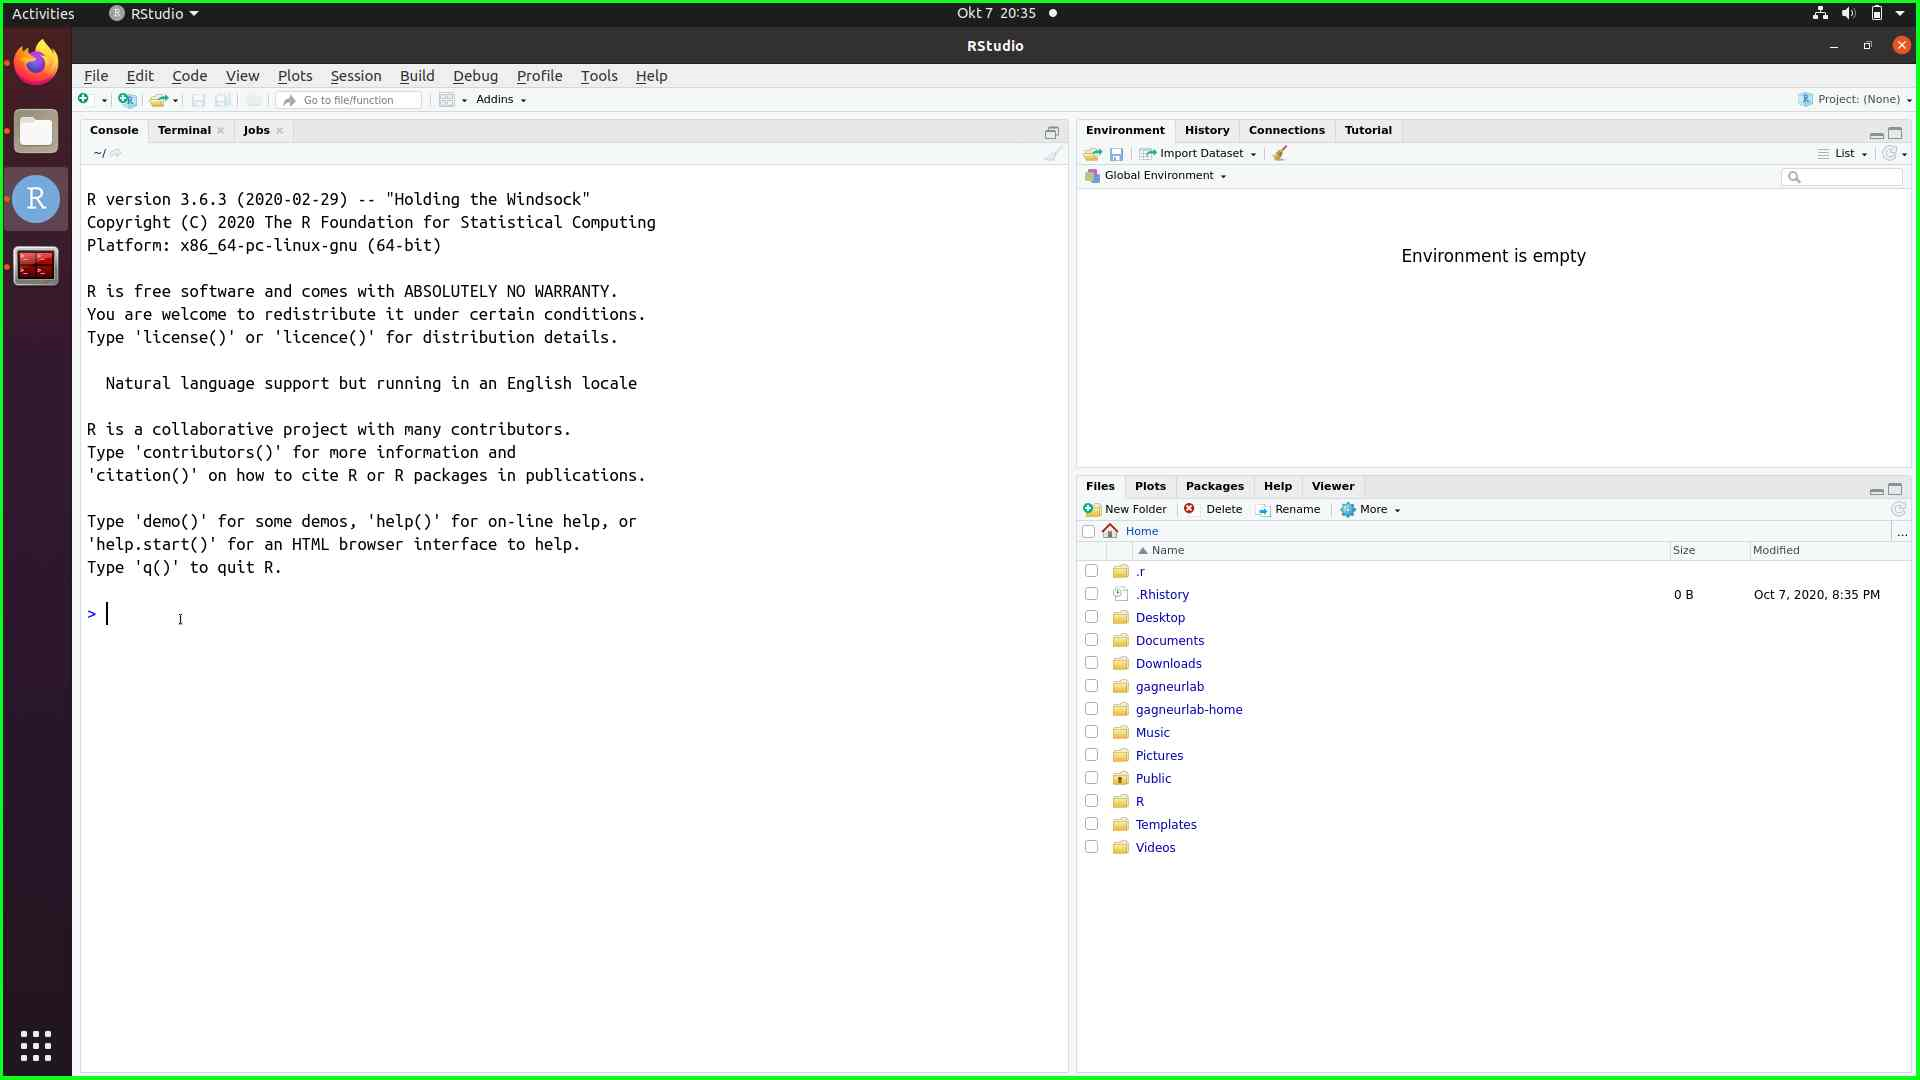 Activities RStudio Okt 7 20:35
RStudio
File Edit Code View Plots Session Build Debug Profile Tools Help
Go to file/function Addins Project: (None)
Console Terminal Jobs
~/
R version 3.6.3 (2020-02-29) -- "Holding the Windsock"
Copyright (C) 2020 The R Foundation for Statistical Computing
Platform: x86_64-pc-linux-gnu (64-bit)
R is free software and comes with ABSOLUTELY NO WARRANTY.
You are welcome to redistribute it under certain conditions.
Type 'license()' or 'licence()' for distribution details.
Natural language support but running in an English locale
R is a collaborative project with many contributors.
Type 'contributors()' for more information and
'citation()' on how to cite R or R packages in publications.
Type 'demo()' for some demos, 'help()' for on-line help, or
'help.start()' for an HTML browser interface to help.
Type 'q()' to quit R.
>
Environment History Connections Tutorial
Import Dataset List
Global Environment
Environment is empty
Files Plots Packages Help Viewer
New Folder Delete Rename More
Home ...
Name Size Modified
.r
.Rhistory 0 B Oct 7, 2020, 8:35 PM
Desktop
Documents
Downloads
gagneurlab
gagneurlab-home
Music
Pictures
Public
R
Templates
Videos